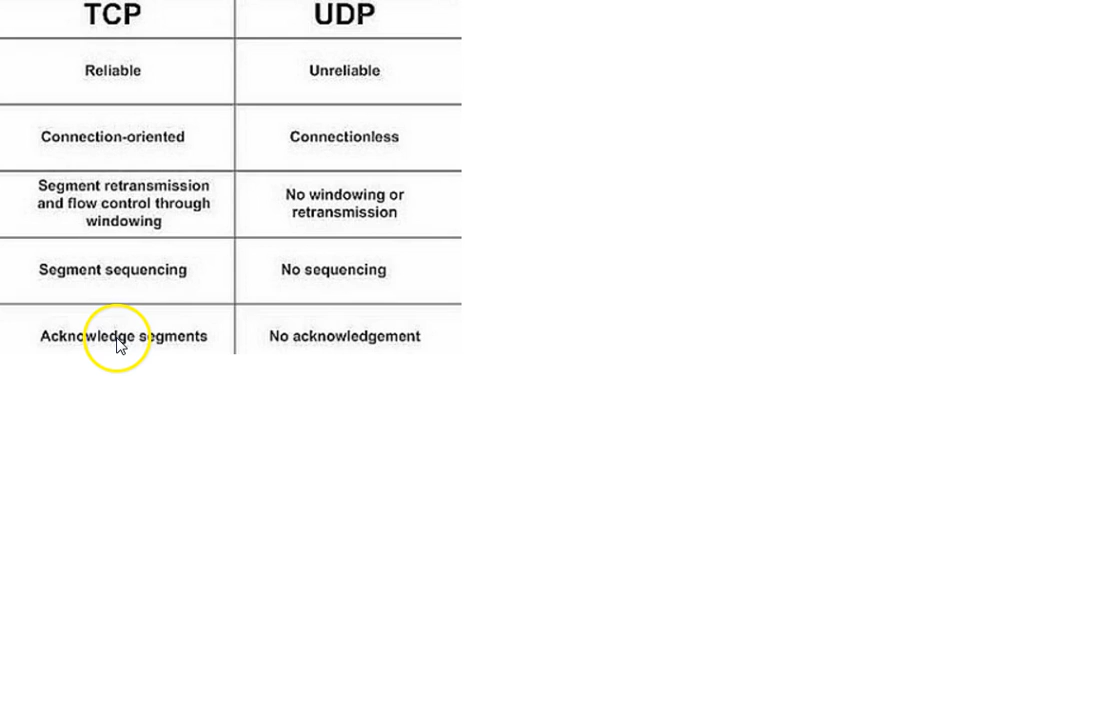 TCP UDP
Reliable Unreliable
Connection-oriented Connectionless
Segment retransmission
and flow control through
windowing
No windowing or
retransmission
Segment sequencing No sequencing
Acknowledge segments No acknowledgement